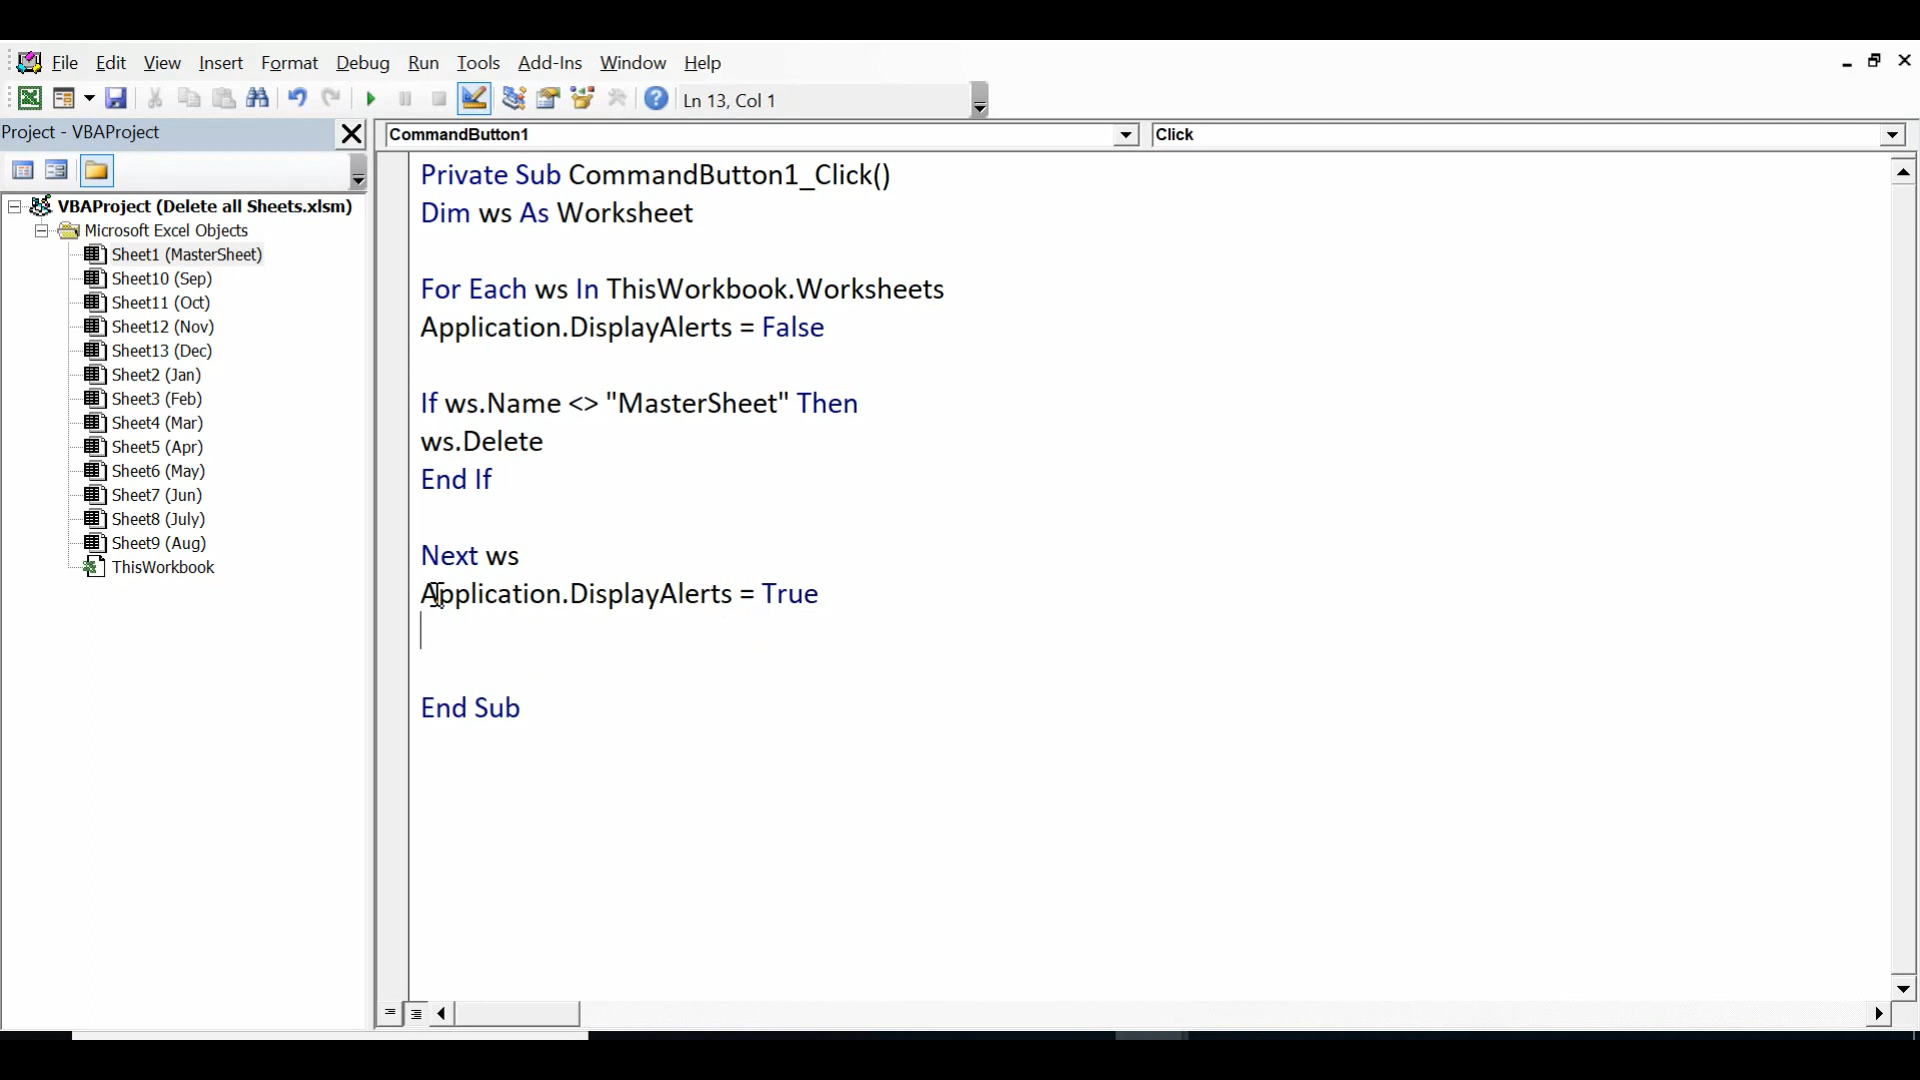 File Edit View Insert Format Debug Run Tools Add-Ins Window Help
Ln 13, Col 1
Project - VBAProject
CommandButton1
Click
VBAProject (Delete all Sheets.xlsm)
Microsoft Excel Objects
Sheet1 (MasterSheet)
Sheet10 (Sep)
Sheet11 (Oct)
Sheet12 (Nov)
Sheet13 (Dec)
Sheet2 (Jan)
Sheet3 (Feb)
Sheet4 (Mar)
Sheet5 (Apr)
Sheet6 (May)
Sheet7 (Jun)
Sheet8 (July)
Sheet9 (Aug)
ThisWorkbook
Private Sub CommandButton1_Click()
Dim ws As Worksheet
For Each ws In ThisWorkbook.Worksheets
Application.DisplayAlerts = False
If ws.Name <> "MasterSheet" Then
ws.Delete
End If
Next ws
Application.DisplayAlerts = True
End Sub